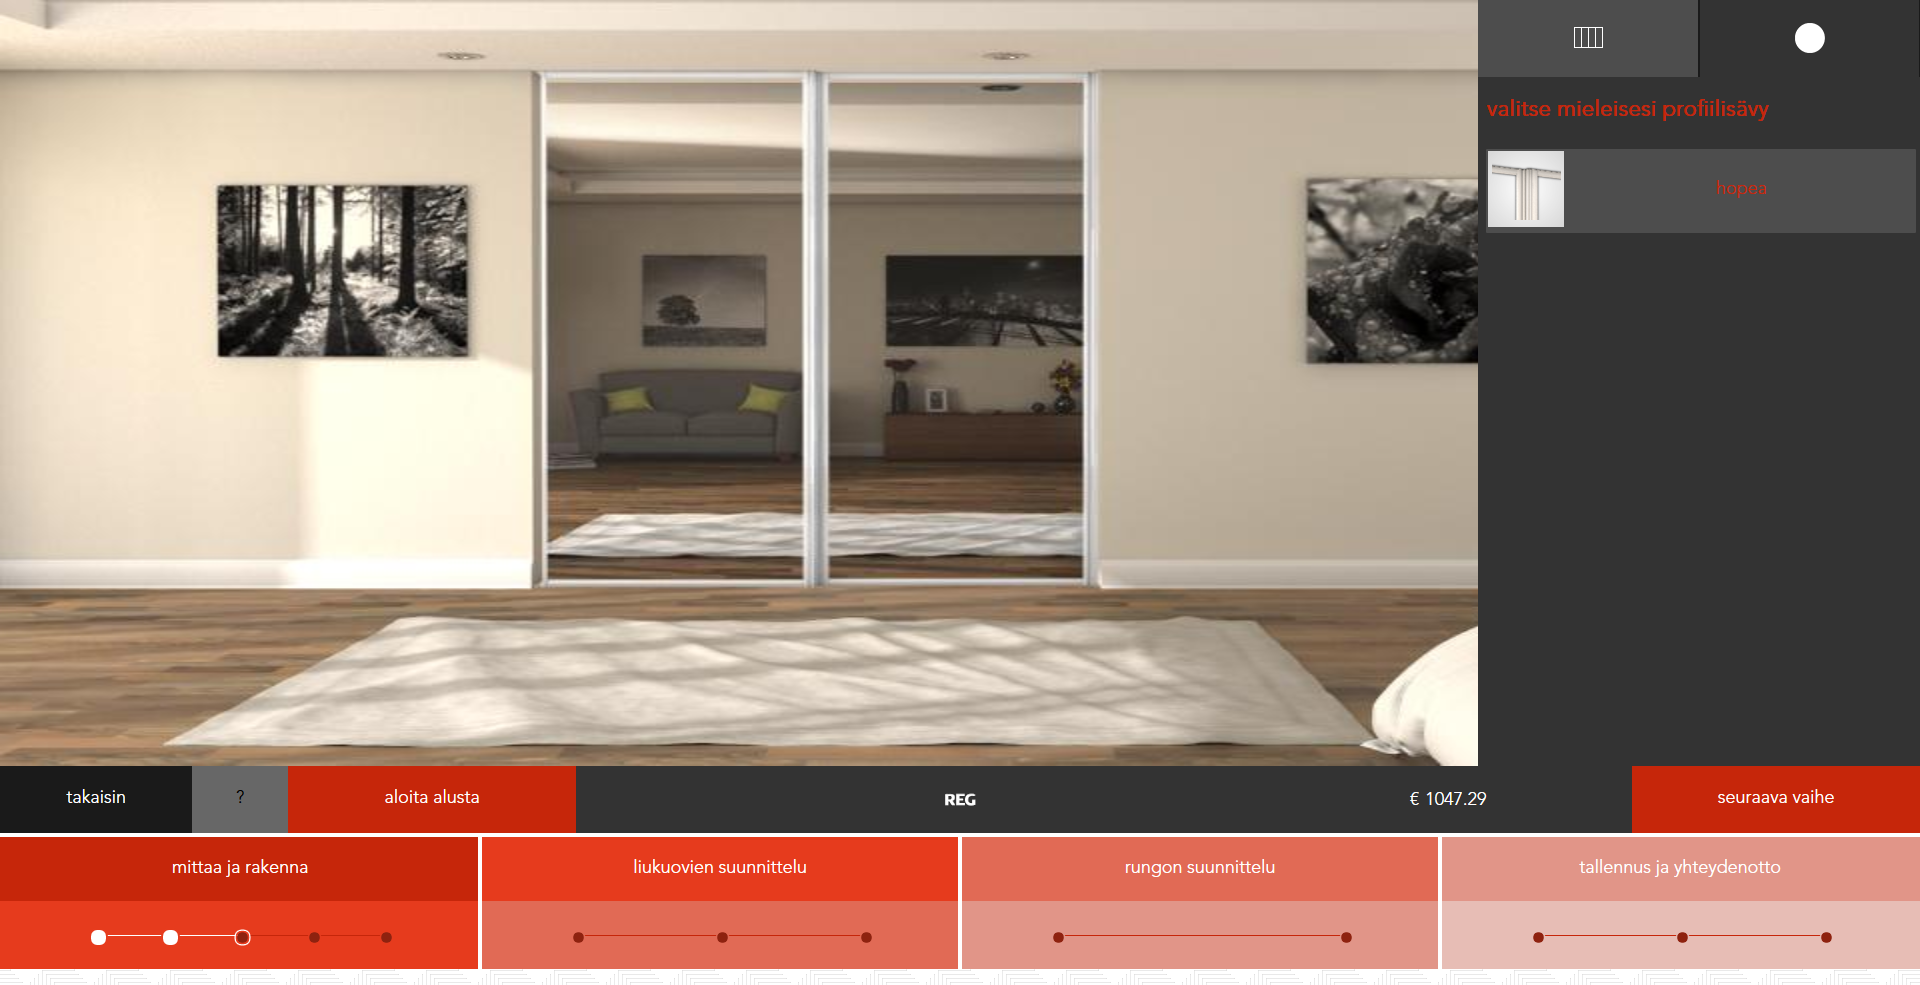 valitse mieleisesi profiilisävy
hopea
takaisin
?
aloita alusta
REG
€ 1047.29
seuraava vaihe
mittaa ja rakenna
liukuovien suunnittelu
rungon suunnittelu
tallennus ja yhteydenotto